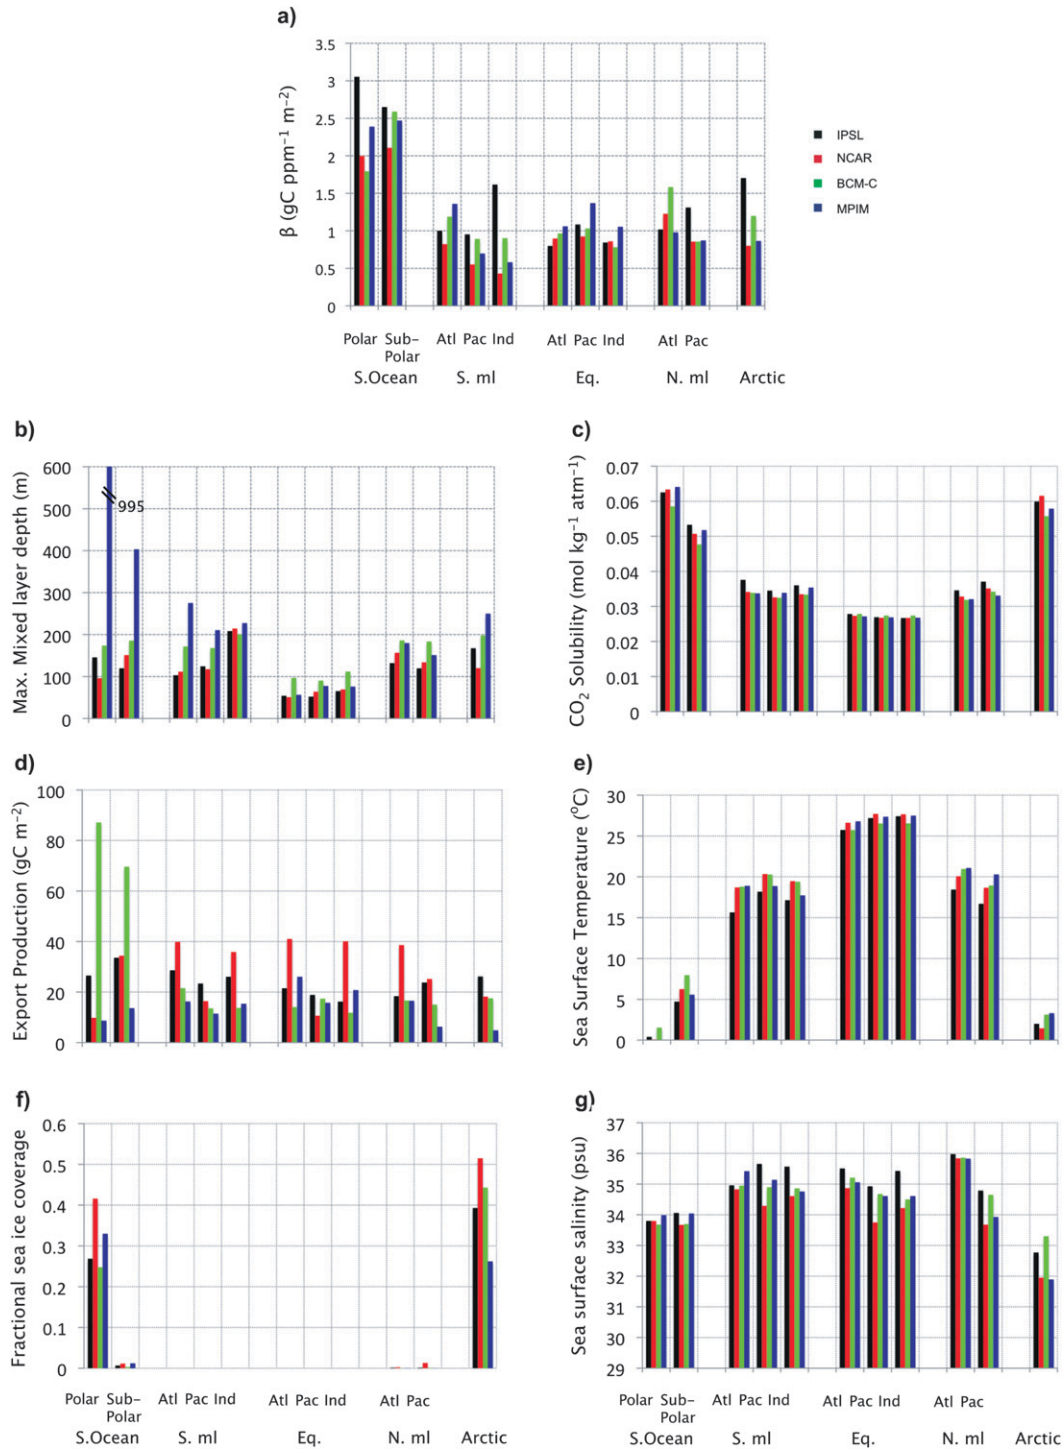 a)
β (gC ppm⁻¹ m⁻²)
3.5
3
2.5
2
1.5
1
0.5
0
IPSL
NCAR
BCM-C
MPIM
Polar Sub- Atl Pac Ind Atl Pac Ind Atl Pac
Polar
S.Ocean S. ml Eq. N. ml Arctic
b)
Max. Mixed layer depth (m)
600
500
400
300
200
100
0
995
c)
CO₂ Solubility (mol kg⁻¹ atm⁻¹)
0.07
0.06
0.05
0.04
0.03
0.02
0.01
0
d)
Export Production (gC m⁻²)
100
80
60
40
20
0
e)
Sea Surface Temperature (°C)
30
25
20
15
10
5
0
f)
Fractional sea ice coverage
0.6
0.5
0.4
0.3
0.2
0.1
0
Polar Sub- Atl Pac Ind Atl Pac Ind Atl Pac
Polar
S.Ocean S. ml Eq. N. ml Arctic
g)
Sea surface salinity (psu)
37
36
35
34
33
32
31
30
29
Polar Sub- Atl Pac Ind Atl Pac Ind Atl Pac
Polar
S.Ocean S. ml Eq. N. ml Arctic